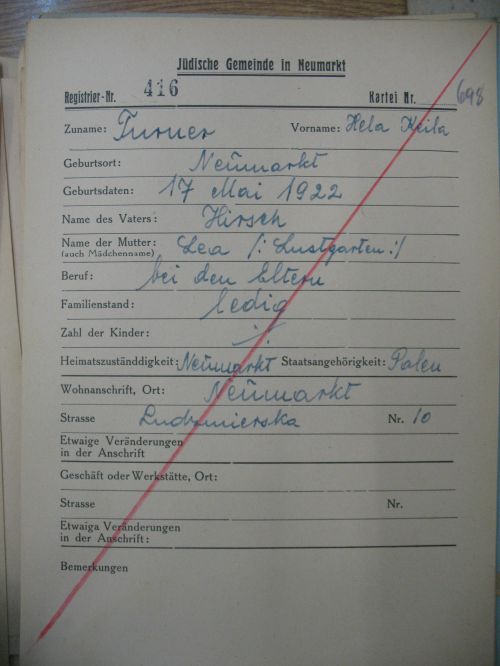 Jüdische Gemeinde in Neumarkt
Registrier-Nr. 416 Kartei Nr. 698
Zuname: Turner Vorname: Hela Keila
Geburtsort: Neumarkt
Geburtsdaten: 17 Mai 1922
Name des Vaters: Hirsch
Name der Mutter: Lea /: Lustgarten :/
(auch Mädchenname)
Beruf: bei den Eltern
Familienstand: ledig
Zahl der Kinder: ·/·
Heimatszuständdigkeit: Neumarkt Staatsangehörigkeit: Polen
Wohnanschrift, Ort: Neumarkt
Strasse Ludzmierska Nr. 10
Etwaige Veränderungen
in der Anschrift
Geschäft oder Werkstätte, Ort:
Strasse Nr.
Etwaiga Veränderungen
in der Anschrift:
Bemerkungen